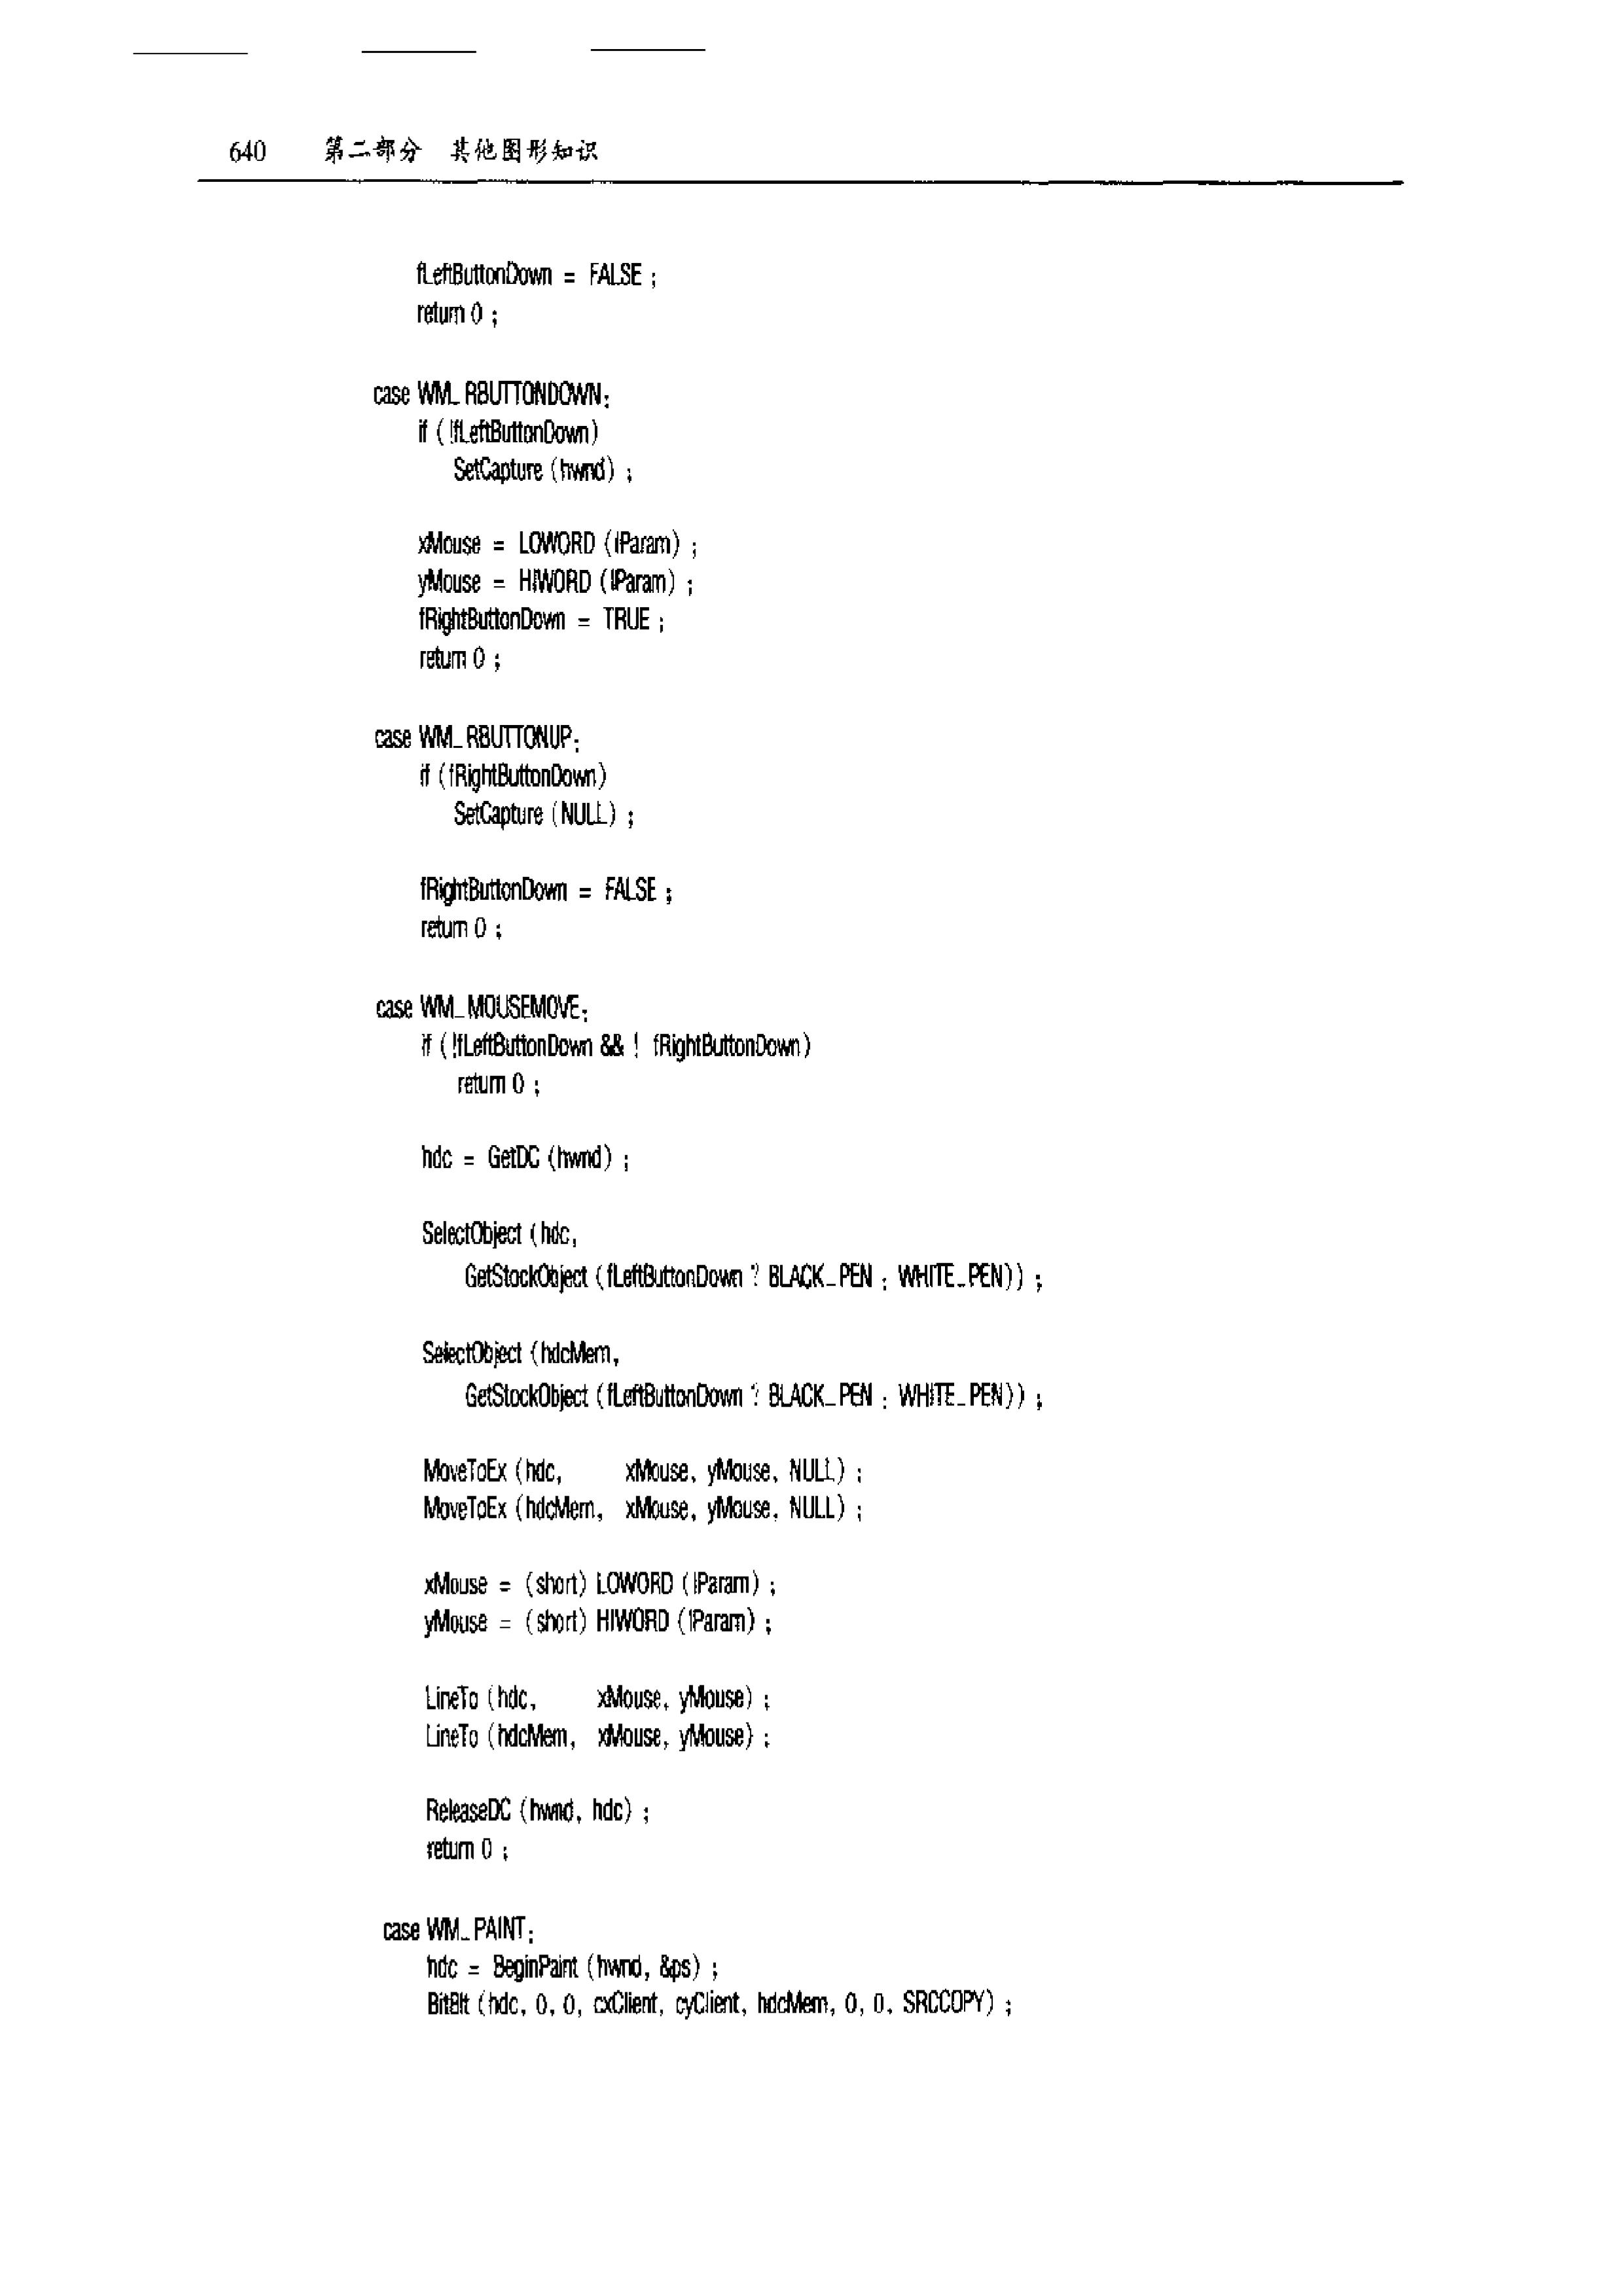 640 第二部分 其他图形知识
fLeftButtonDown = FALSE ;
return 0 ;
case WM_RBUTTONDOWN:
if (!fLeftButtonDown)
SetCapture (hwnd) ;
xMouse = LOWORD (lParam) ;
yMouse = HIWORD (lParam) ;
fRightButtonDown = TRUE ;
return 0 ;
case WM_RBUTTONUP:
if (fRightButtonDown)
SetCapture (NULL) ;
fRightButtonDown = FALSE ;
return 0 ;
case WM_MOUSEMOVE:
if (!fLeftButtonDown && ! fRightButtonDown)
return 0 ;
hdc = GetDC (hwnd) ;
SelectObject (hdc,
GetStockObject (fLeftButtonDown ? BLACK_PEN : WHITE_PEN)) ;
SelectObject (hdcMem,
GetStockObject (fLeftButtonDown ? BLACK_PEN : WHITE_PEN)) ;
MoveToEx (hdc, xMouse, yMouse, NULL) ;
MoveToEx (hdcMem, xMouse, yMouse, NULL) ;
xMouse = (short) LOWORD (lParam) ;
yMouse = (short) HIWORD (lParam) ;
LineTo (hdc, xMouse, yMouse) ;
LineTo (hdcMem, xMouse, yMouse) ;
ReleaseDC (hwnd, hdc) ;
return 0 ;
case WM_PAINT:
hdc = BeginPaint (hwnd, &ps) ;
BitBlt (hdc, 0, 0, cxClient, cyClient, hdcMem, 0, 0, SRCCOPY) ;